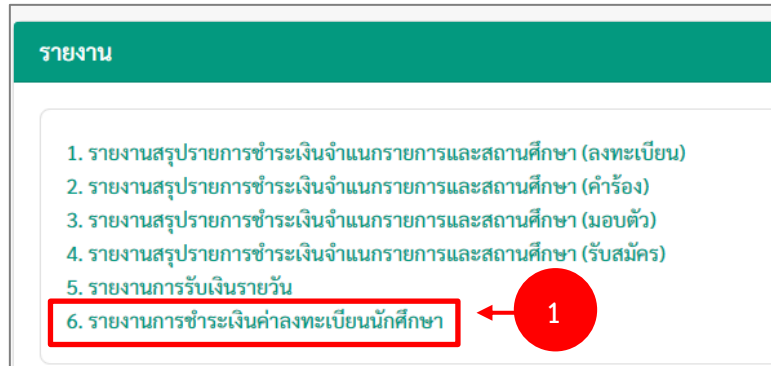 รายงาน
1. รายงานสรุปรายการชำระเงินจำแนกรายการและสถานศึกษา (ลงทะเบียน)
2. รายงานสรุปรายการชำระเงินจำแนกรายการและสถานศึกษา (คำร้อง)
3. รายงานสรุปรายการชำระเงินจำแนกรายการและสถานศึกษา (มอบตัว)
4. รายงานสรุปรายการชำระเงินจำแนกรายการและสถานศึกษา (รับสมัคร)
5. รายงานการรับเงินรายวัน
6. รายงานการชำระเงินค่าลงทะเบียนนักศึกษา
1